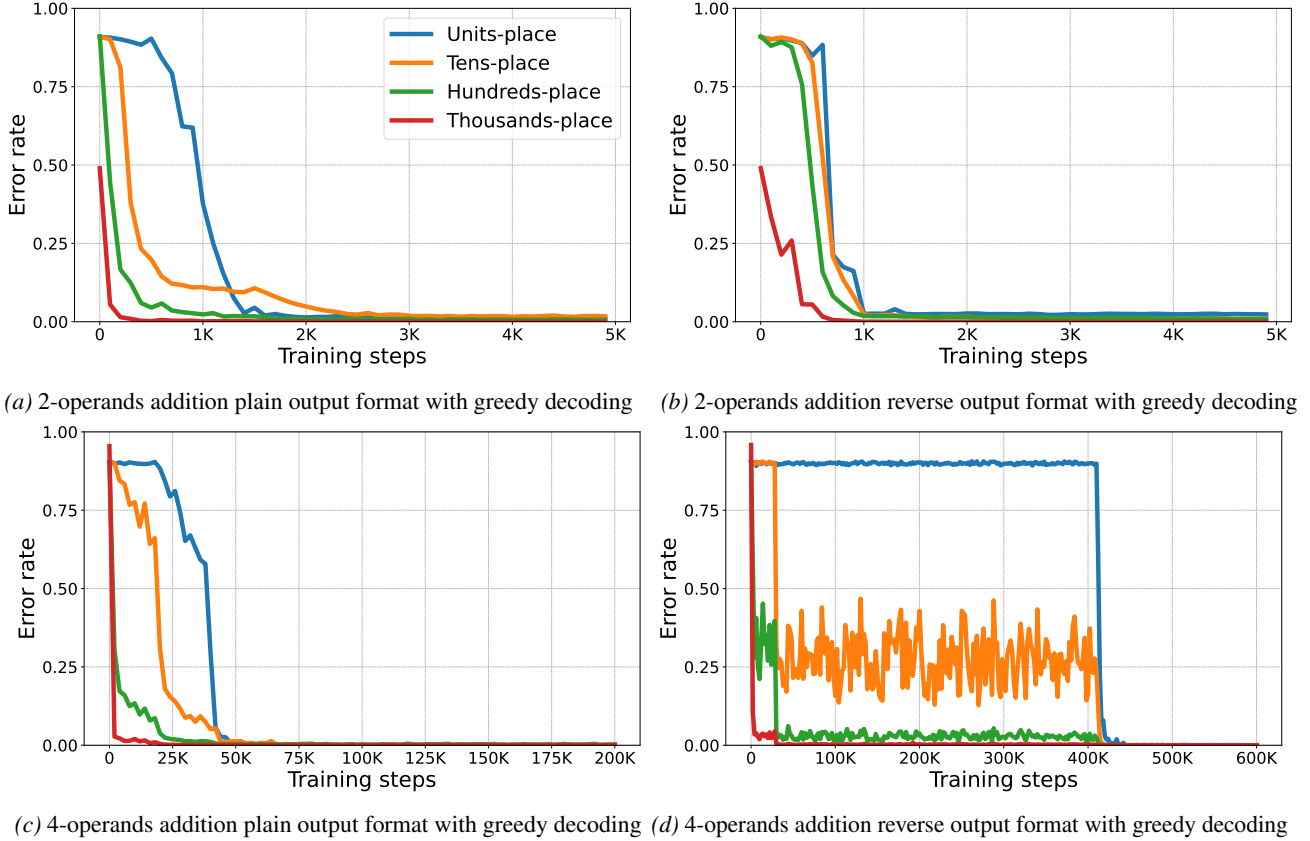 1.00
0.75
0.50
0.25
0.00
Error rate
0 1K 2K 3K 4K 5K
Training steps
Units-place
Tens-place
Hundreds-place
Thousands-place
(a) 2-operands addition plain output format with greedy decoding
1.00
0.75
0.50
0.25
0.00
Error rate
0 1K 2K 3K 4K 5K
Training steps
(b) 2-operands addition reverse output format with greedy decoding
1.00
0.75
0.50
0.25
0.00
Error rate
0 25K 50K 75K 100K 125K 150K 175K 200K
Training steps
(c) 4-operands addition plain output format with greedy decoding
1.00
0.75
0.50
0.25
0.00
Error rate
0 100K 200K 300K 400K 500K 600K
Training steps
(d) 4-operands addition reverse output format with greedy decoding